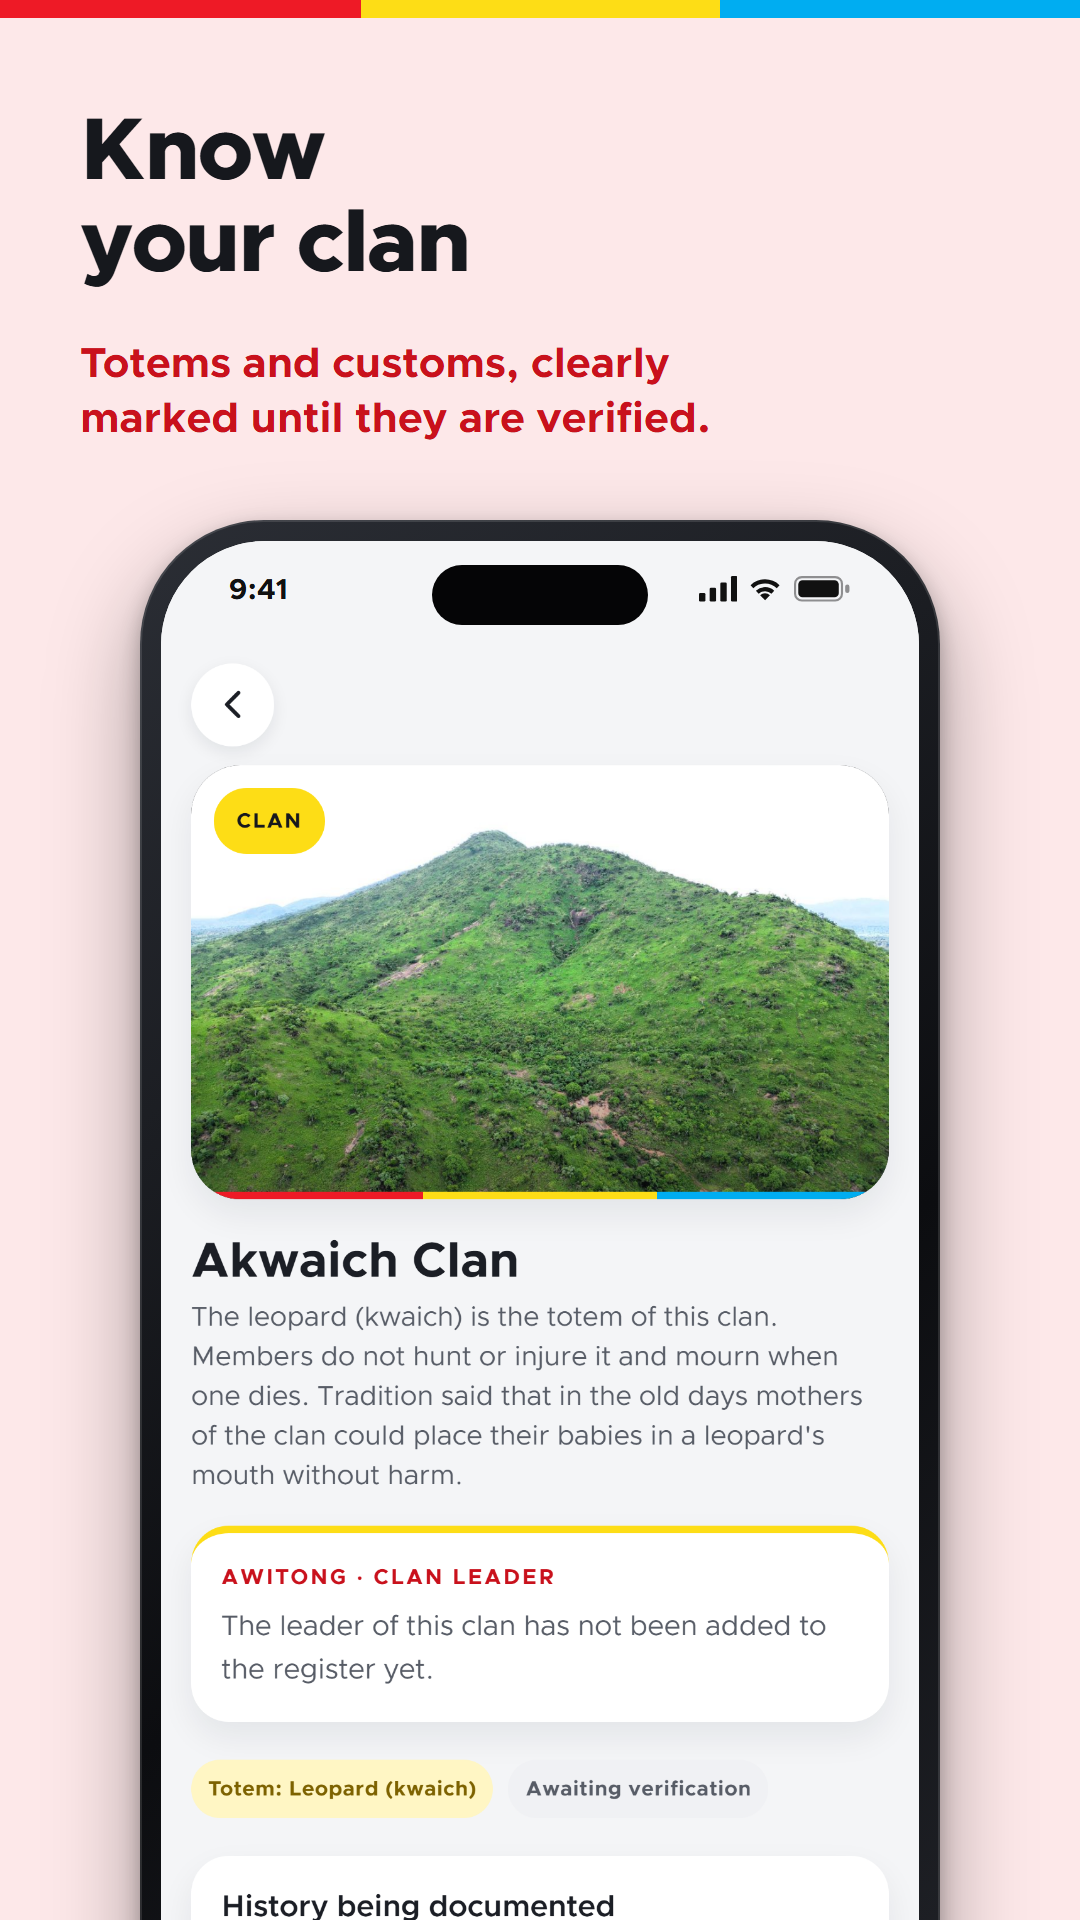 Know
your clan
Totems and customs, clearly
marked until they are verified.
9:41
CLAN
Akwaich Clan
The leopard (kwaich) is the totem of this clan.
Members do not hunt or injure it and mourn when
one dies. Tradition said that in the old days mothers
of the clan could place their babies in a leopard's
mouth without harm.
AWITONG · CLAN LEADER
The leader of this clan has not been added to
the register yet.
Totem: Leopard (kwaich)
Awaiting verification
History being documented